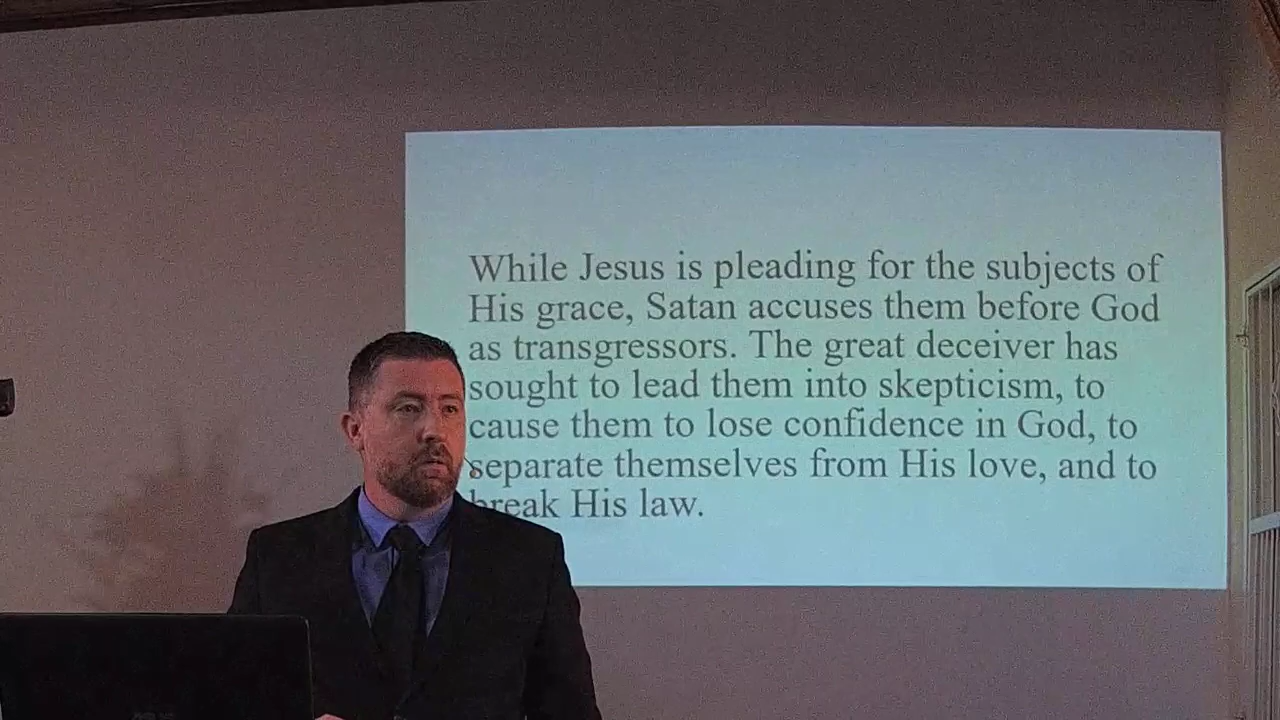 While Jesus is pleading for the subjects of
His grace, Satan accuses them before God
as transgressors. The great deceiver has
sought to lead them into skepticism, to
cause them to lose confidence in God, to
separate themselves from His love, and to
break His law.